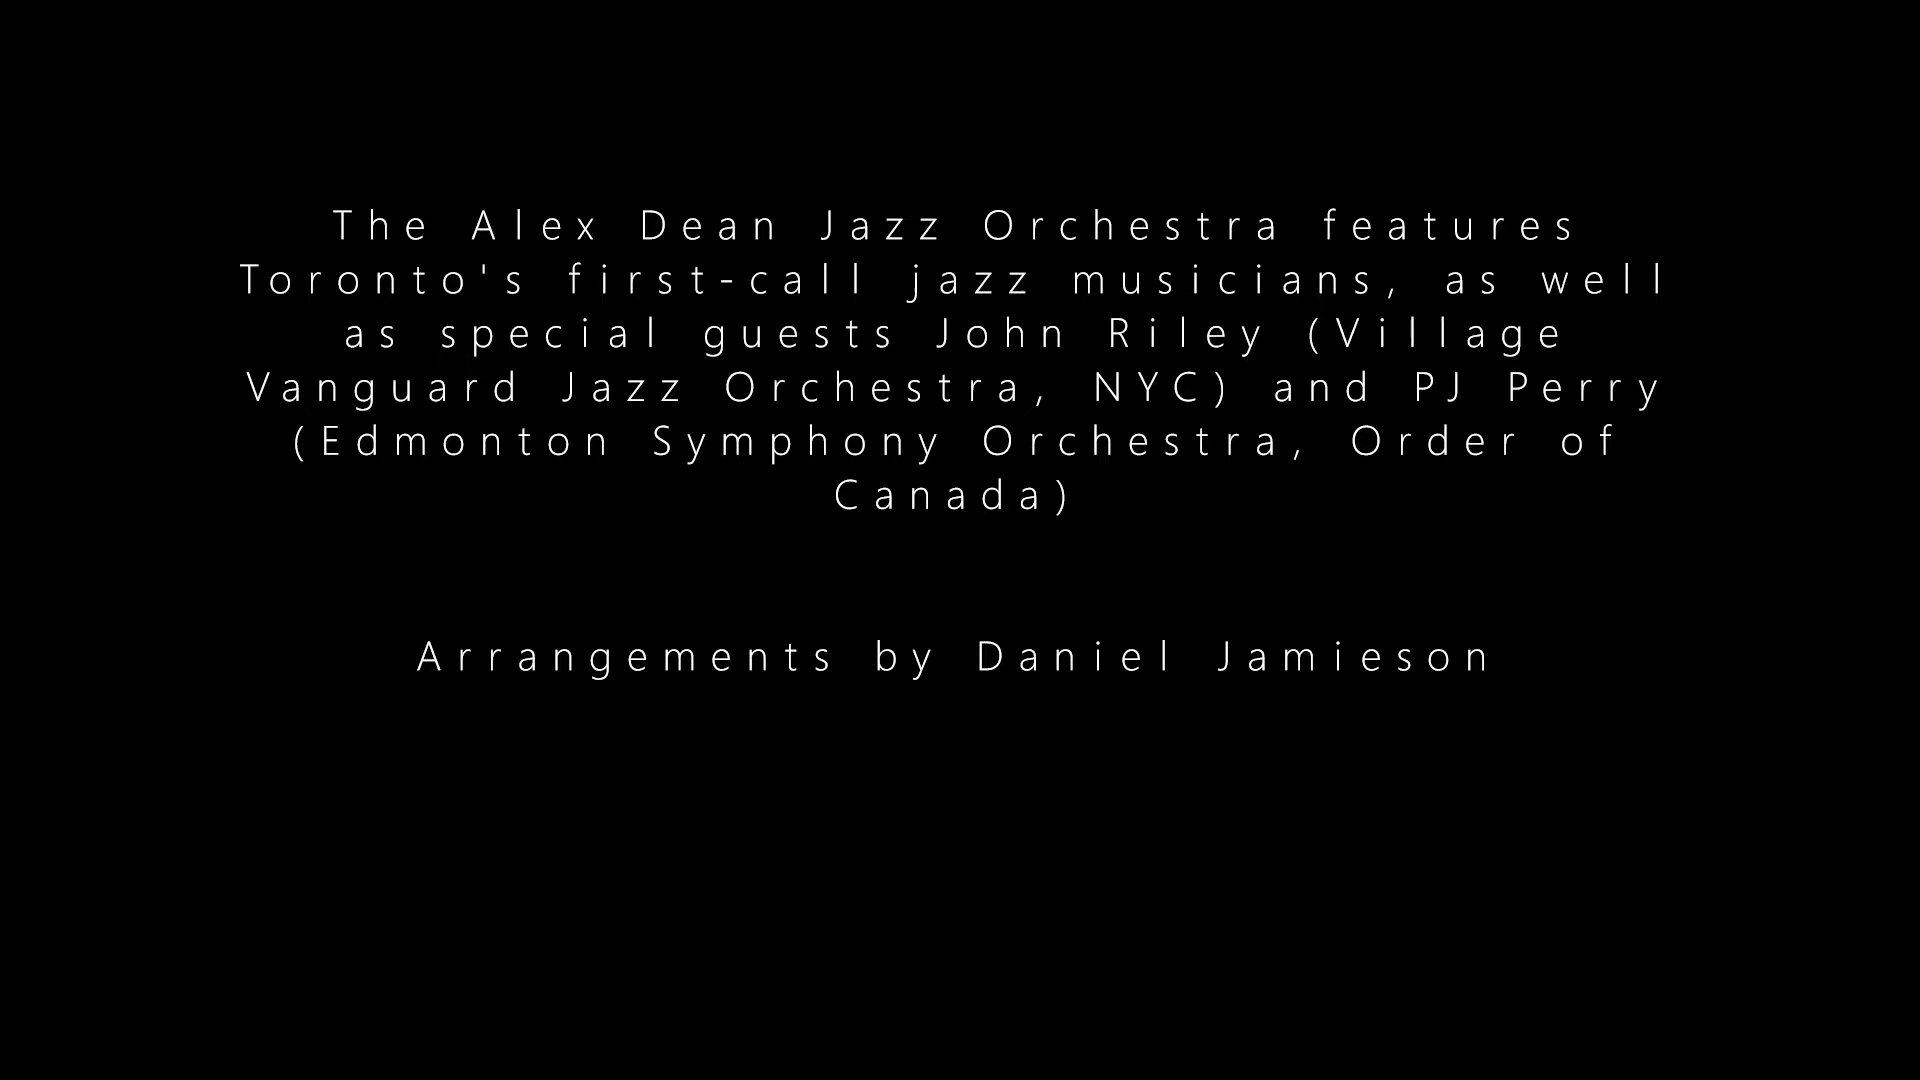 The Alex Dean Jazz Orchestra features
Toronto's first-call jazz musicians, as well
as special guests John Riley (Village
Vanguard Jazz Orchestra, NYC) and PJ Perry
(Edmonton Symphony Orchestra, Order of
Canada)
Arrangements by Daniel Jamieson